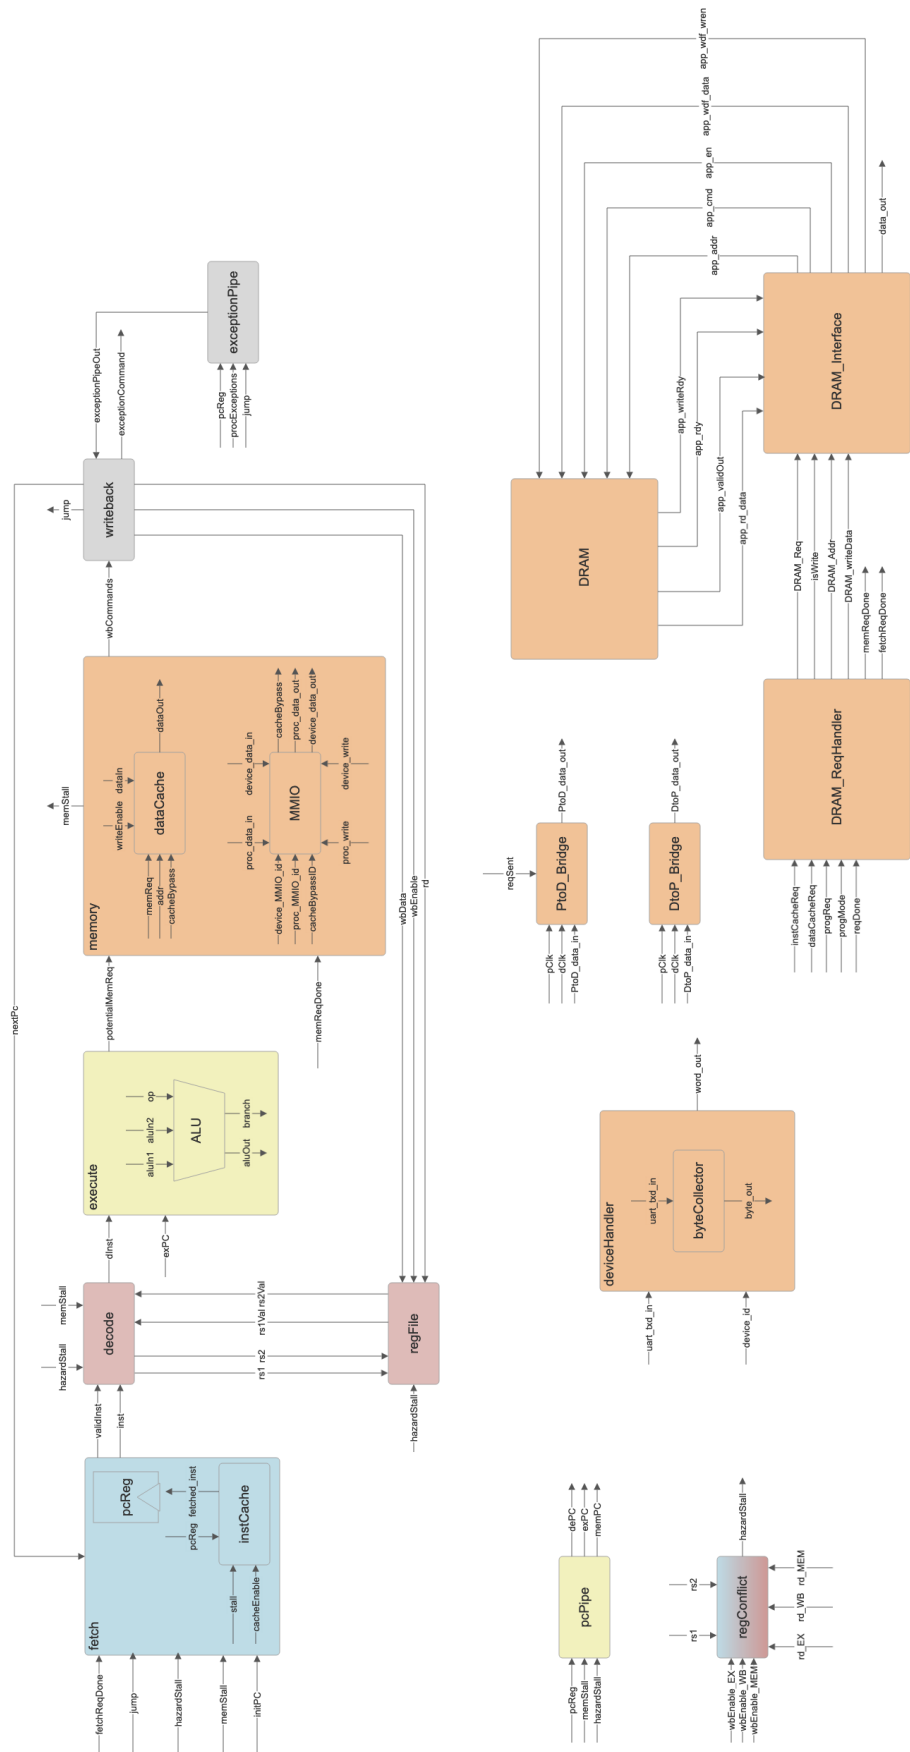 fetchReqDone
jump
hazardStall
memStall
initPC
fetch
pcReg
pcReg
fetched_inst
instCache
stall
cacheEnable
nextPc
validInst
inst
hazardStall
memStall
decode
rs1
rs2
rs1Val
rs2Val
regFile
hazardStall
dInst
exPC
execute
aluIn1
aluIn2
op
ALU
aluOut
branch
potentialMemReq
memReqDone
memory
memStall
writeEnable
dataIn
memReq
addr
cacheBypass
dataCache
dataOut
proc_data_in
device_data_in
device_MMIO_id
proc_MMIO_id
cacheBypassID
MMIO
cacheBypass
proc_data_out
device_data_out
proc_write
device_write
wbCommands
wbData
wbEnable
rd
jump
writeback
exceptionPipeOut
exceptionCommand
pcReg
procExceptions
jump
exceptionPipe
pcReg
memStall
hazardStall
pcPipe
dePC
exPC
memPC
rs1
rs2
wbEnable_EX
wbEnable_WB
wbEnable_MEM
regConflict
hazardStall
rd_EX
rd_WB
rd_MEM
uart_txd_in
device_id
deviceHandler
uart_txd_in
byteCollector
byte_out
word_out
reqSent
pClk
dClk
PtoD_data_in
PtoD_Bridge
PtoD_data_out
pClk
dClk
DtoP_data_in
DtoP_Bridge
DtoP_data_out
instCacheReq
dataCacheReq
progReq
progMode
reqDone
DRAM_ReqHandler
DRAM_Req
isWrite
DRAM_Addr
DRAM_writeData
memReqDone
fetchReqDone
DRAM
app_writeRdy
app_rdy
app_validOut
app_rd_data
DRAM_Interface
app_addr
app_cmd
app_en
app_wdf_data
app_wdf_wren
data_out